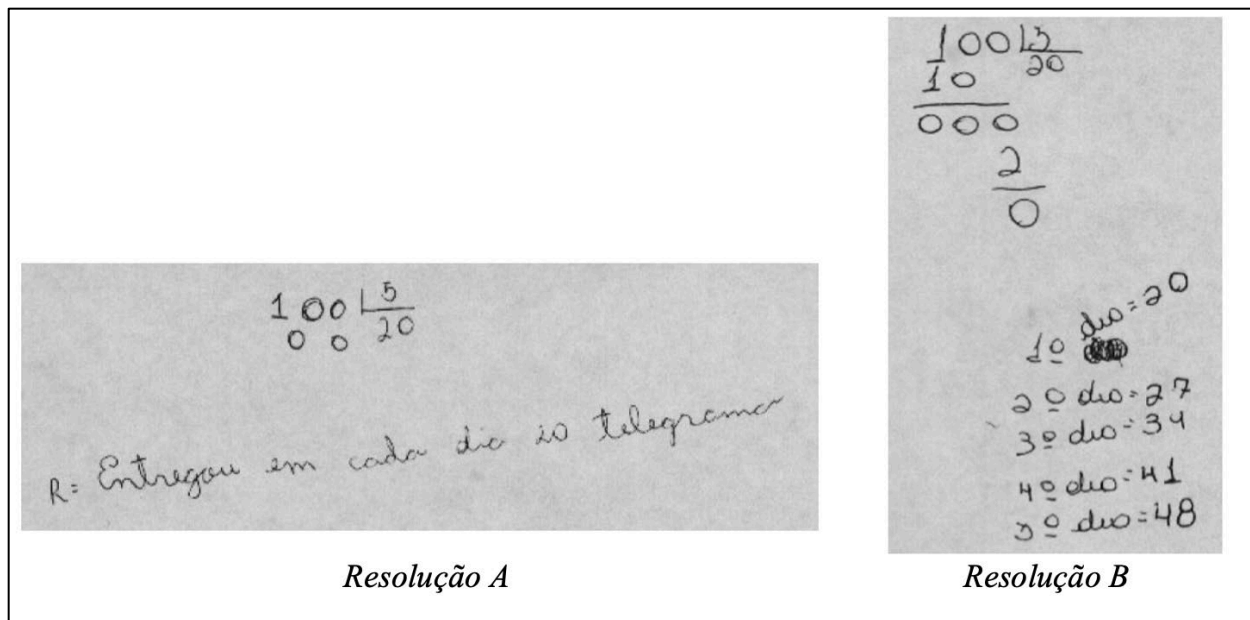 100 5
0 0 20
R= Entregou em cada dia 20 telegrama
Resolução A
100 5
10 20
000
2
0
1º dia = 20
2º dia = 27
3º dia = 34
4º dia = 41
5º dia = 48
Resolução B